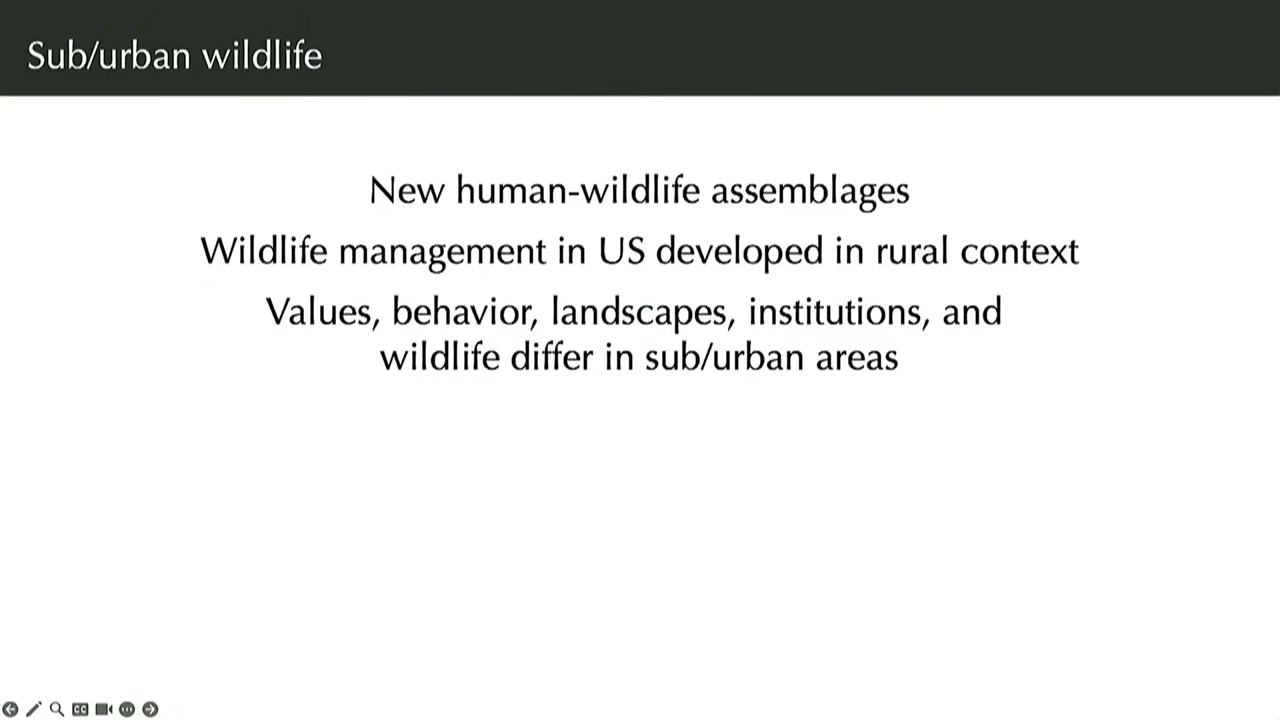 Sub/urban wildlife
New human-wildlife assemblages
Wildlife management in US developed in rural context
Values, behavior, landscapes, institutions, and
wildlife differ in sub/urban areas
CC